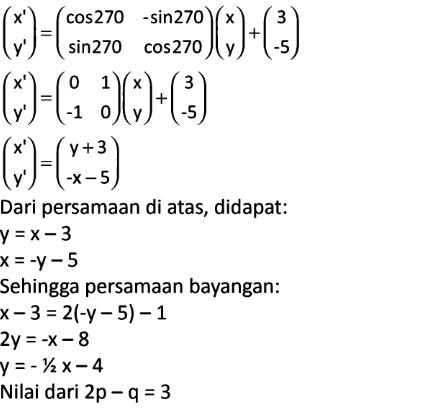 (x' y') = (cos270 -sin270 sin270 cos270)(x y) + (3 -5)
(x' y') = (0 1 -1 0)(x y) + (3 -5)
(x' y') = (y + 3 -x – 5)
Dari persamaan di atas, didapat:
y = x – 3
x = -y – 5
Sehingga persamaan bayangan:
x – 3 = 2(-y – 5) – 1
2y = -x – 8
y = - ½ x – 4
Nilai dari 2p – q = 3